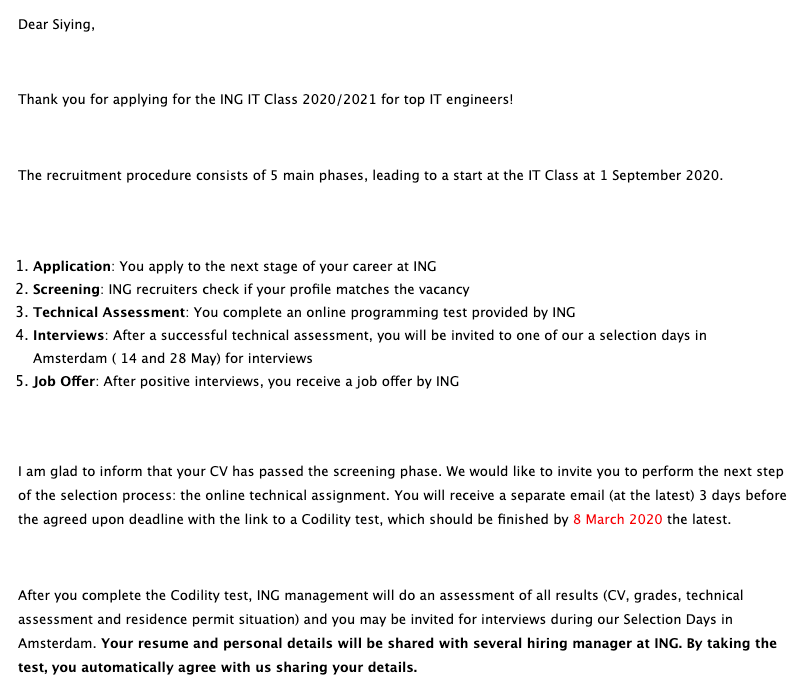 Dear Siying,
Thank you for applying for the ING IT Class 2020/2021 for top IT engineers!
The recruitment procedure consists of 5 main phases, leading to a start at the IT Class at 1 September 2020.
1. Application: You apply to the next stage of your career at ING
2. Screening: ING recruiters check if your profile matches the vacancy
3. Technical Assessment: You complete an online programming test provided by ING
4. Interviews: After a successful technical assessment, you will be invited to one of our a selection days in
Amsterdam ( 14 and 28 May) for interviews
5. Job Offer: After positive interviews, you receive a job offer by ING
I am glad to inform that your CV has passed the screening phase. We would like to invite you to perform the next step
of the selection process: the online technical assignment. You will receive a separate email (at the latest) 3 days before
the agreed upon deadline with the link to a Codility test, which should be finished by 8 March 2020 the latest.
After you complete the Codility test, ING management will do an assessment of all results (CV, grades, technical
assessment and residence permit situation) and you may be invited for interviews during our Selection Days in
Amsterdam. Your resume and personal details will be shared with several hiring manager at ING. By taking the
test, you automatically agree with us sharing your details.